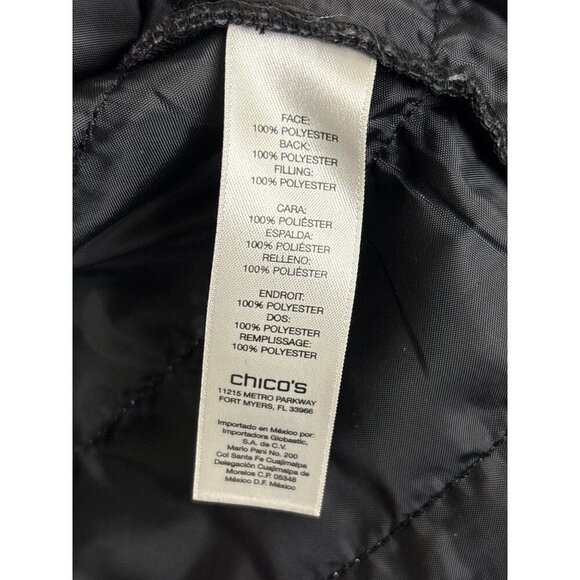 FACE:
100% POLYESTER
BACK:
100% POLYESTER
FILLING:
100% POLYESTER
CARA:
100% POLIÉSTER
ESPALDA:
100% POLIÉSTER
RELLENO:
100% POLIÉSTER
ENDROIT:
100% POLYESTER
DOS:
100% POLYESTER
REMPLISSAGE:
100% POLYESTER
chico's
11215 METRO PARKWAY
FORT MYERS, FL 33966
Importado en México por:
Importadora Globastic,
S.A. de C.V.
Mario Pani No. 200
Col Santa Fe Cuajimalpa
Delegación Cuajimalpa de
Morelos C.P. 05348
México D.F. México